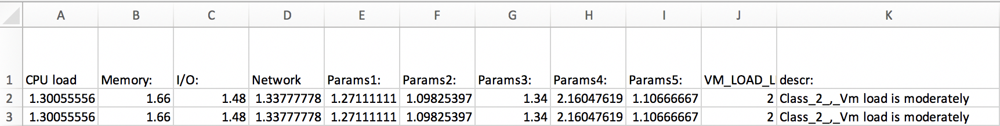 A B C D E F G H I J K
1 CPU load Memory: I/O: Network Params1: Params2: Params3: Params4: Params5: VM_LOAD_L descr:
2 1.30055556 1.66 1.48 1.33777778 1.27111111 1.09825397 1.34 2.16047619 1.10666667 2 Class_2_,_Vm load is moderately
3 1.30055556 1.66 1.48 1.33777778 1.27111111 1.09825397 1.34 2.16047619 1.10666667 2 Class_2_,_Vm load is moderately